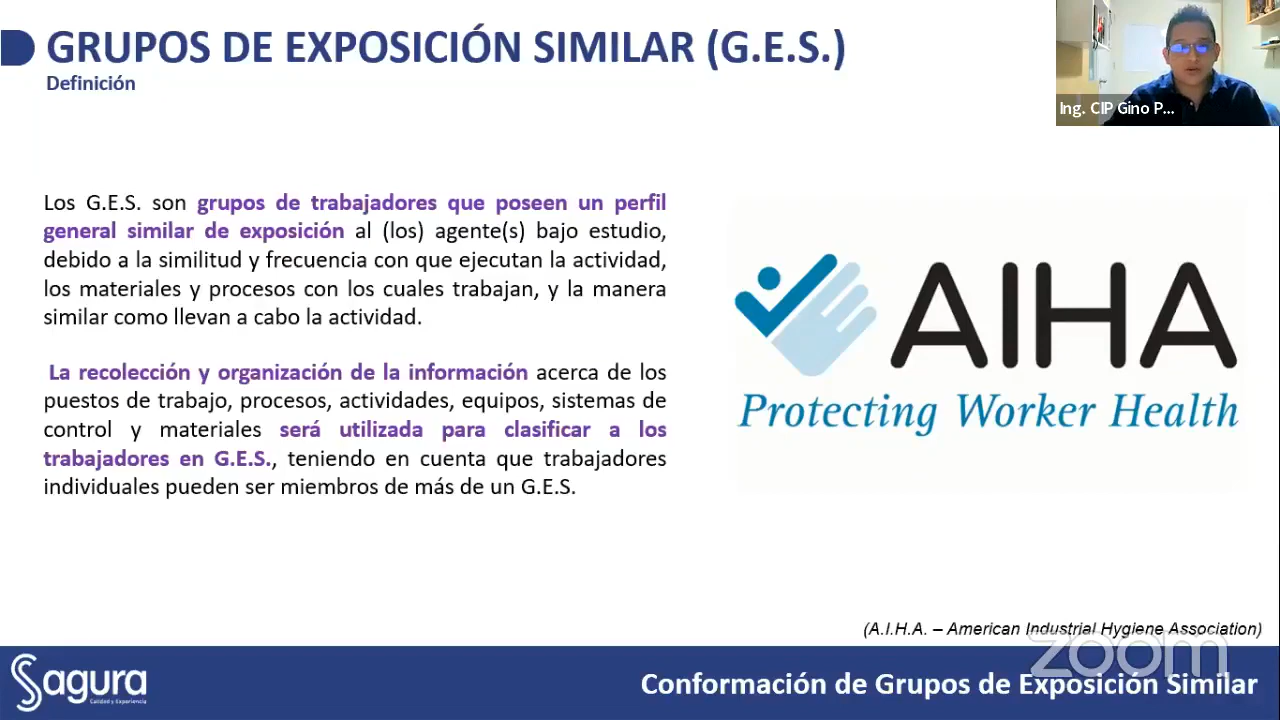 GRUPOS DE EXPOSICIÓN SIMILAR (G.E.S.)
Definición
Ing. CIP Gino P...
Los G.E.S. son grupos de trabajadores que poseen un perfil
general similar de exposición al (los) agente(s) bajo estudio,
debido a la similitud y frecuencia con que ejecutan la actividad,
los materiales y procesos con los cuales trabajan, y la manera
similar como llevan a cabo la actividad.
La recolección y organización de la información acerca de los
puestos de trabajo, procesos, actividades, equipos, sistemas de
control y materiales será utilizada para clasificar a los
trabajadores en G.E.S., teniendo en cuenta que trabajadores
individuales pueden ser miembros de más de un G.E.S.
AIHA
Protecting Worker Health
(A.I.H.A. – American Industrial Hygiene Association)
zoom
Sagura
Calidad y Experiencia
Conformación de Grupos de Exposición Similar